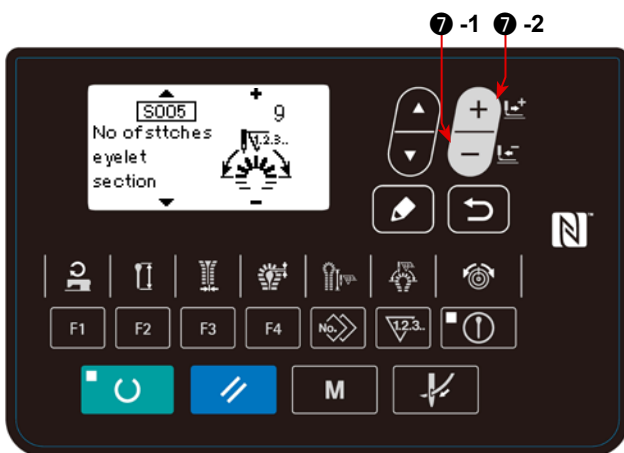 ❼ -1 ❼ -2
S005 9
No of sttches
eyelet
section
1.2.3..
+
−
N™
F1 F2 F3 F4 No. 1.2.3..
M